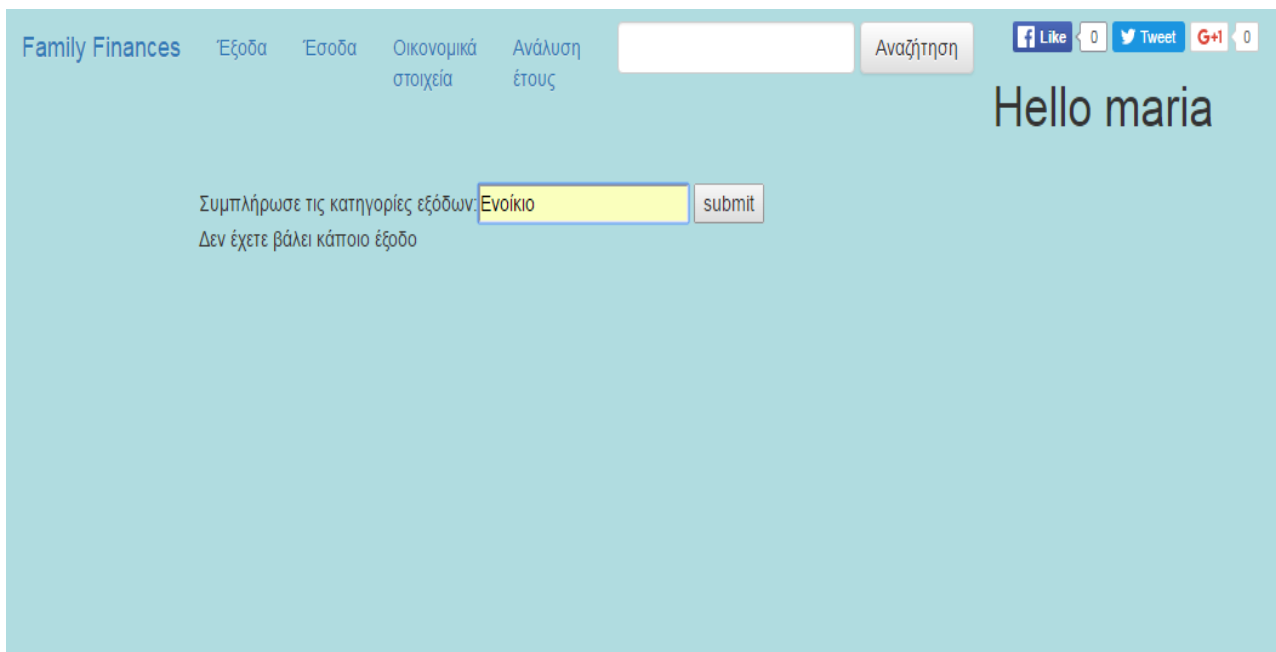 Family Finances Έξοδα Έσοδα Οικονομικά στοιχεία Ανάλυση έτους Αναζήτηση
Like 0 Tweet G+1 0
Hello maria
Συμπλήρωσε τις κατηγορίες εξόδων: Ενοίκιο submit
Δεν έχετε βάλει κάποιο έξοδο